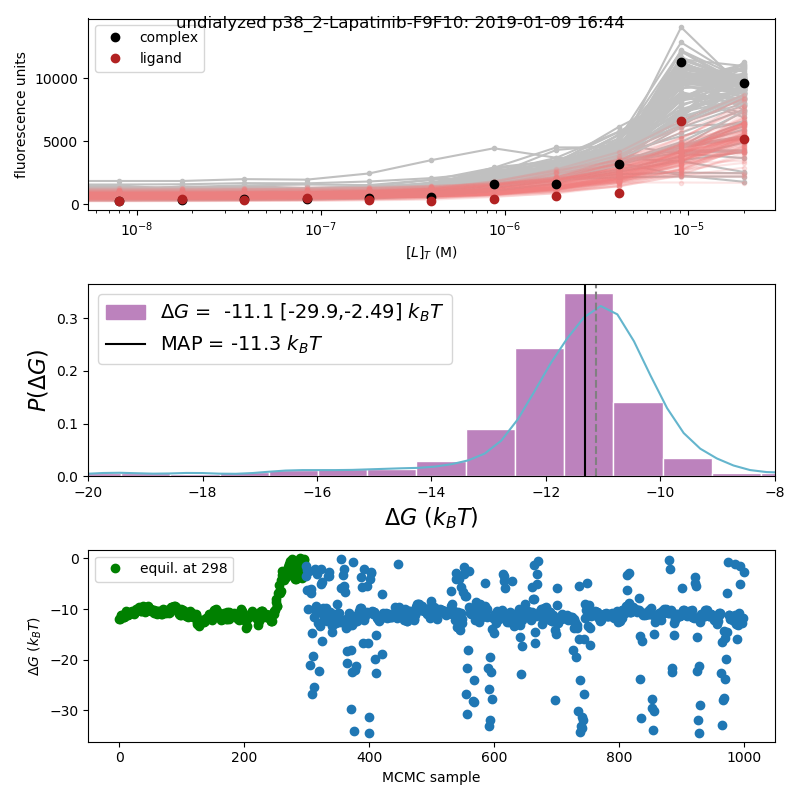 undialyzed p38_2-Lapatinib-F9F10: 2019-01-09 16:44
complex
ligand
fluorescence units
10000
5000
0
10⁻⁸ 10⁻⁷ 10⁻⁶ 10⁻⁵
[L]_T (M)
ΔG = -11.1 [-29.9,-2.49] k_BT
MAP = -11.3 k_BT
P(ΔG)
0.3
0.2
0.1
0.0
−20 −18 −16 −14 −12 −10 −8
ΔG (k_BT)
equil. at 298
ΔG (k_BT)
0
−10
−20
−30
0 200 400 600 800 1000
MCMC sample